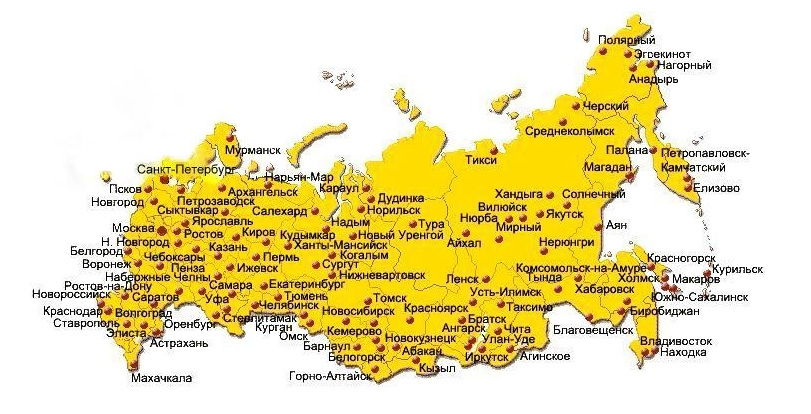 Полярный
Эгвекинот
Нагорный
Анадырь
Черский
Среднеколымск
Мурманск
Тикси
Палана
Петропавловск-
Камчатский
Магадан
Елизово
Санкт-Петербург
Нарьян-Мар
Псков
Архангельск
Караул
Дудинка
Хандыга
Солнечный
Новгород
Петрозаводск
Сыктывкар
Салехард
Норильск
Вилюйск
Якутск
Нюрба
Мирный
Москва
Ярославль
Надым
Тура
Аян
Ростов
Киров
Кудымкар
Новый Уренгой
Айхал
Н. Новгород
Казань
Ханты-Мансийск
Нерюнгри
Белгород
Чебоксары
Пермь
Когалым
Красногорск
Воронеж
Пенза
Ижевск
Сургут
Комсомольск-на-Амуре
Курильск
Набережные Челны
Нижневартовск
Ленск
Тында
Холмск
Макаров
Ростов-на-Дону
Самара
Екатеринбург
Хабаровск
Новороссийск
Саратов
Уфа
Тюмень
Томск
Усть-Илимск
Южно-Сахалинск
Краснодар
Волгоград
Челябинск
Новосибирск
Красноярск
Таксимо
Биробиджан
Ставрополь
Оренбург
Стерлитамак
Братск
Элиста
Курган
Кемерово
Ангарск
Чита
Благовещенск
Астрахань
Омск
Новокузнецк
Улан-Уде
Владивосток
Барнаул
Абакан
Находка
Белогорск
Иркутск
Агинское
Махачкала
Горно-Алтайск
Кызыл